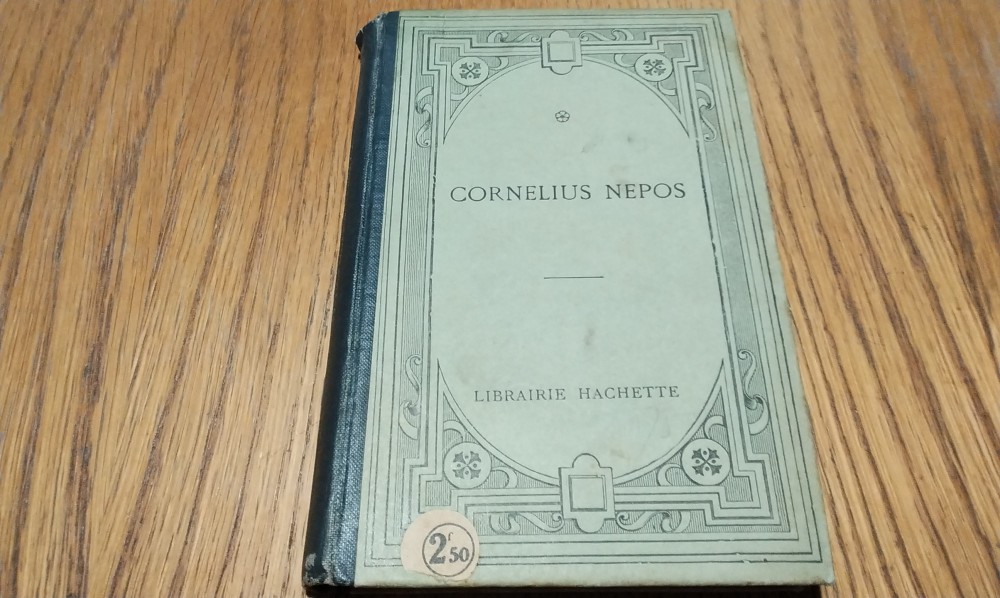 CORNELIUS NEPOS
LIBRAIRIE HACHETTE
2f50